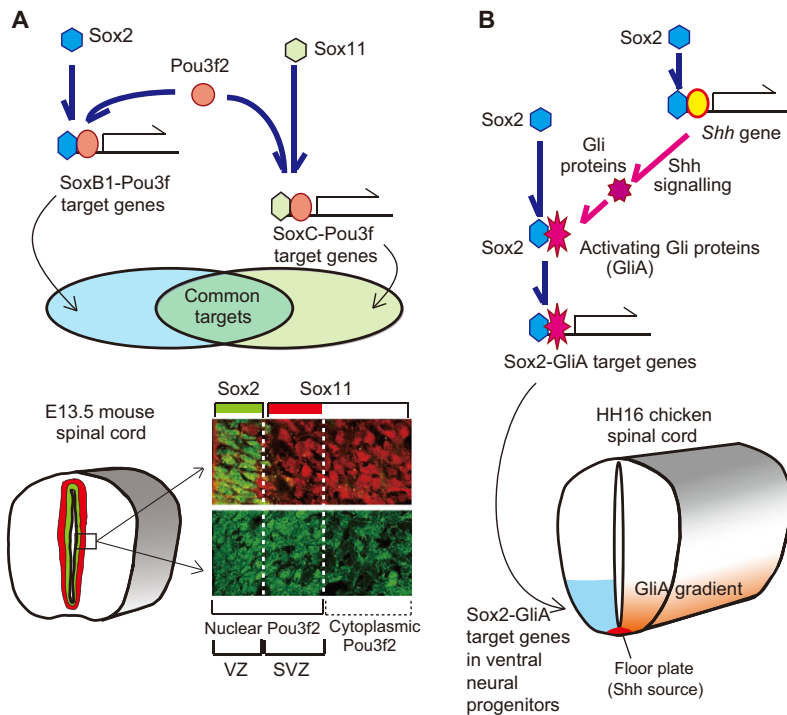 A
Sox2
Pou3f2
Sox11
SoxB1-Pou3f
target genes
SoxC-Pou3f
target genes
Common
targets
E13.5 mouse
spinal cord
Sox2
Sox11
Nuclear Pou3f2
Cytoplasmic
Pou3f2
VZ
SVZ
B
Sox2
Shh gene
Sox2
Gli
proteins
Shh
signalling
Sox2
Activating Gli proteins
(GliA)
Sox2-GliA target genes
HH16 chicken
spinal cord
GliA gradient
Sox2-GliA
target genes
in ventral
neural
progenitors
Floor plate
(Shh source)